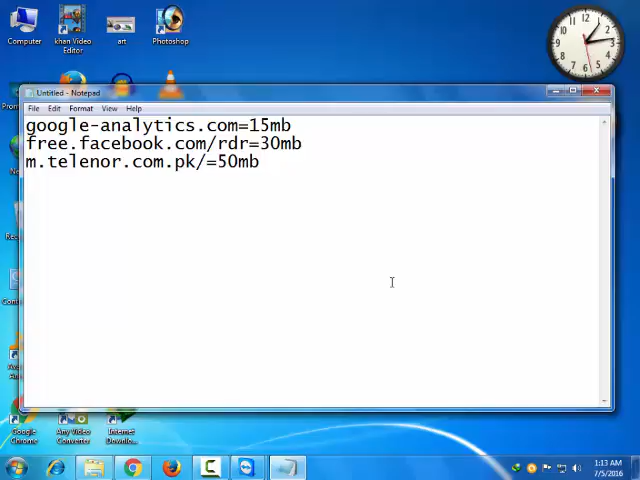 Computer
khan Video
Editor
art
Photoshop
Untitled - Notepad
File Edit Format View Help
google-analytics.com=15mb
free.facebook.com/rdr=30mb
m.telenor.com.pk/=50mb
Google
Chrome
Any Video
Converter
Internet
Downlo...
1:13 AM
7/5/2016